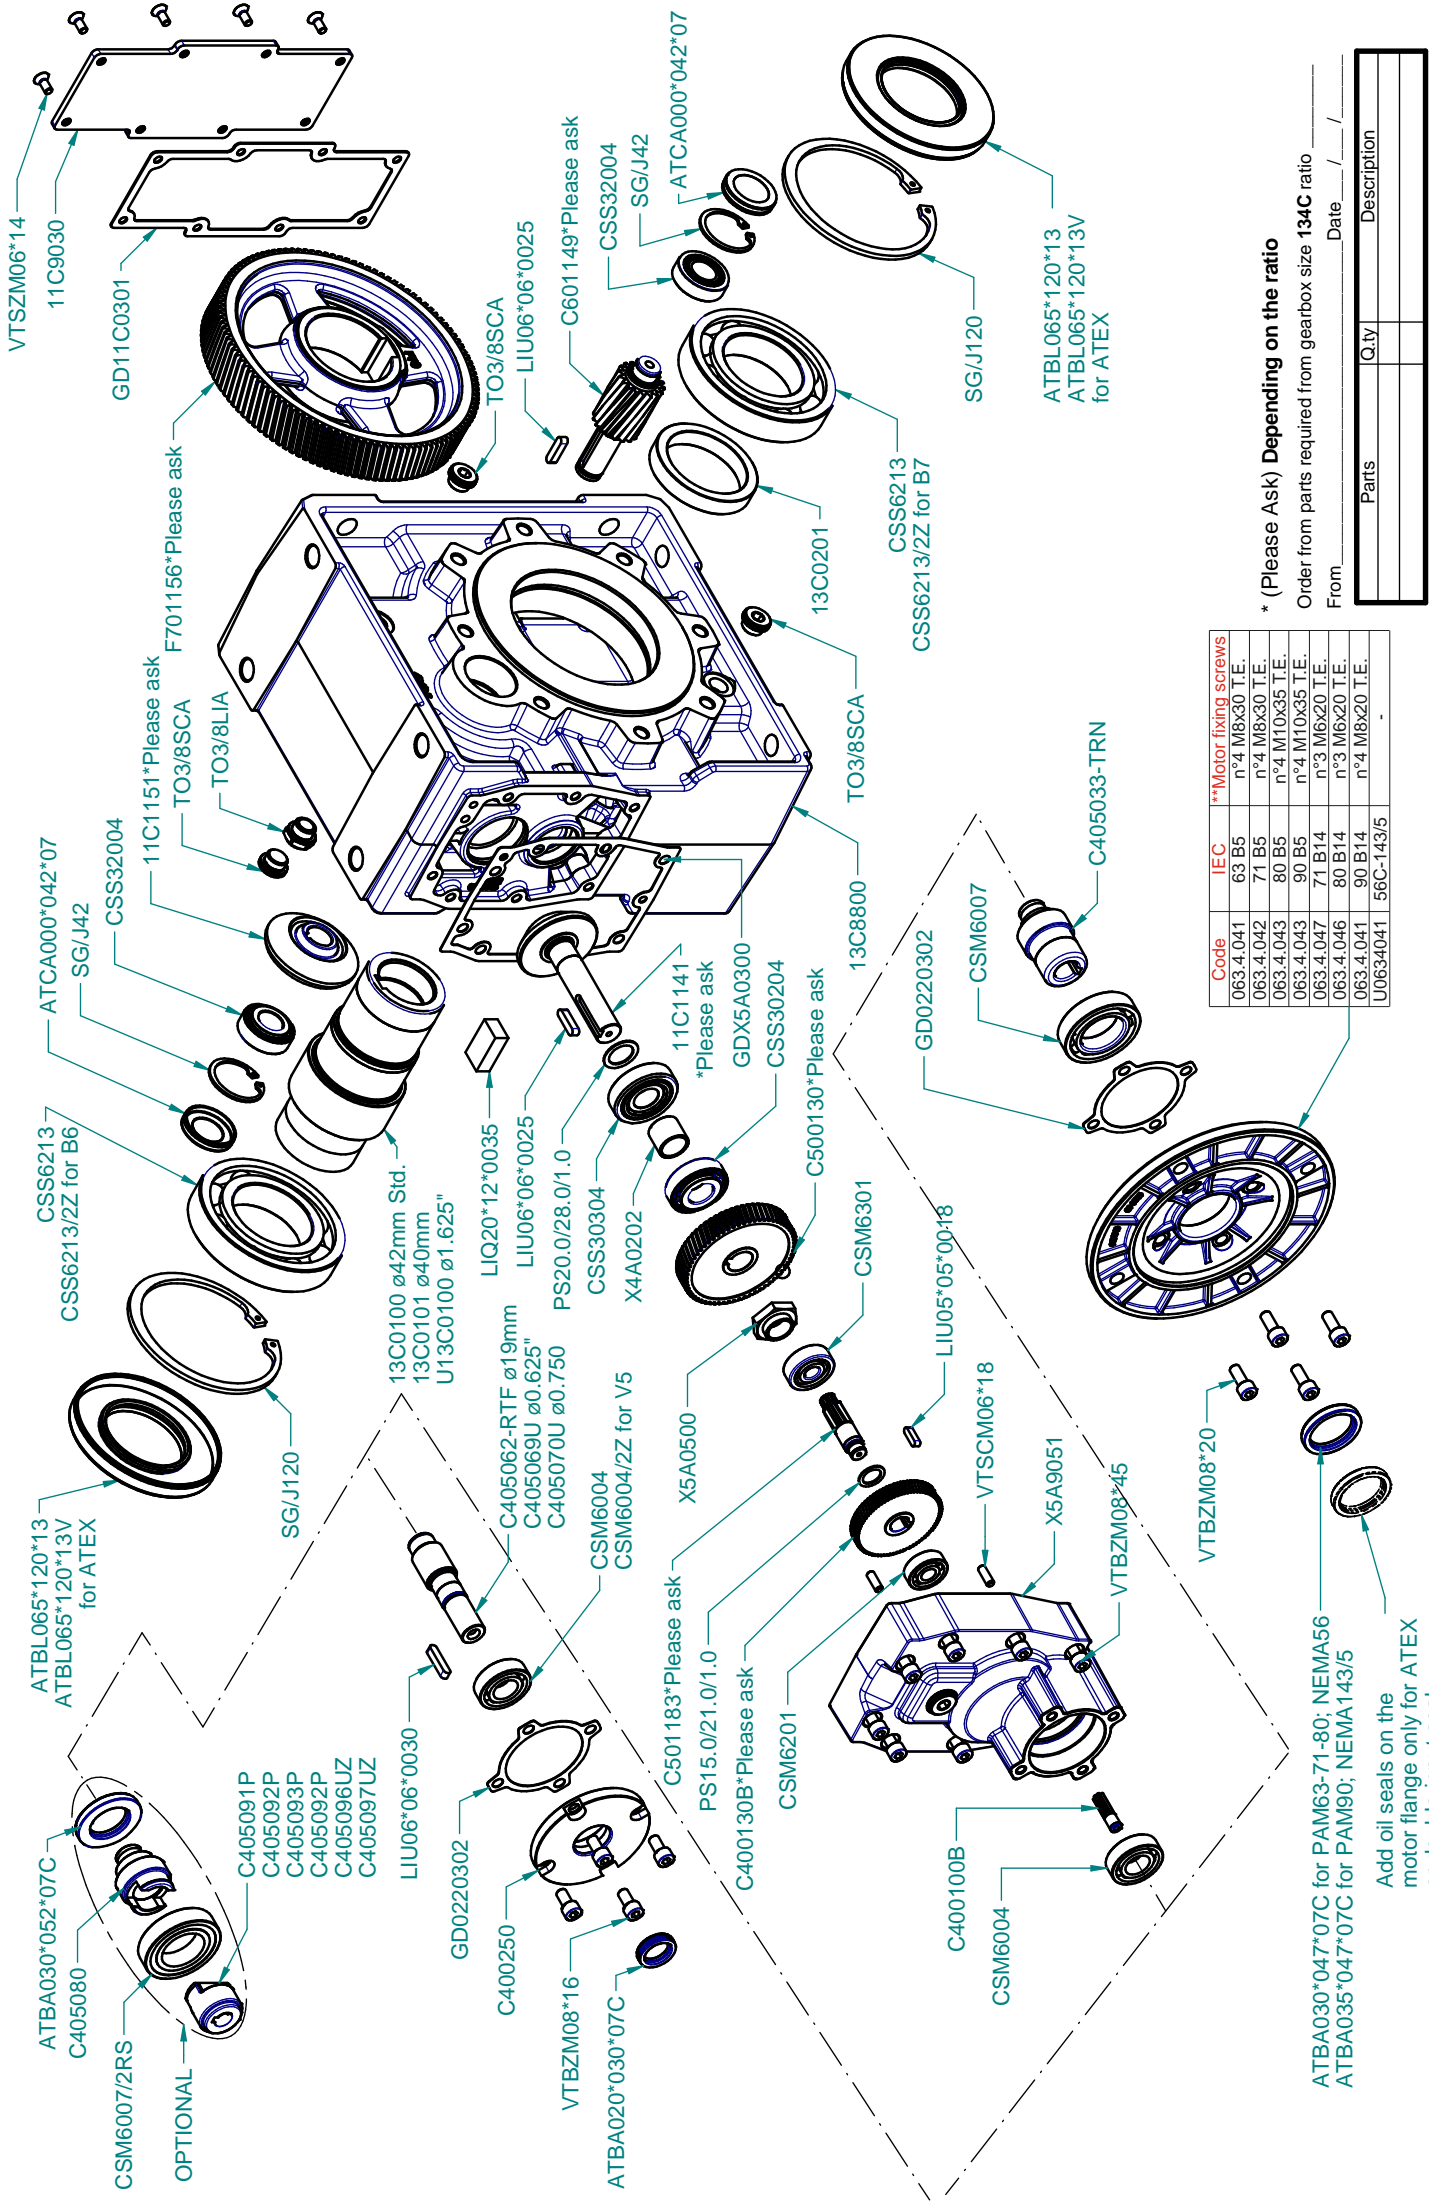 ATBA030*052*07C
C405080
CSM6007/2RS
OPTIONAL
C405091P
C405092P
C405093P
C405092P
C405096UZ
C405097UZ
ATBL065*120*13
ATBL065*120*13V
for ATEX
SG/J120
CSS6213
CSS6213/2Z for B6
ATCA000*042*07
SG/J42
CSS32004
11C1151*Please ask
TO3/8SCA
TO3/8LIA
F701156*Please ask
GD11C0301
11C9030
VTSZM06*14
13C0100 ø42mm Std.
13C0101 ø40mm
U13C0100 ø1.625"
LIQ20*12*0035
LIU06*06*0025
PS20.0/28.0/1.0
CSS30304
X4A0202
11C1141
*Please ask
GDX5A0300
CSS30204
C500130*Please ask
13C8800
TO3/8SCA
TO3/8SCA
LIU06*06*0025
C601149*Please ask
CSS32004
SG/J42
ATCA000*042*07
13C0201
CSS6213
CSS6213/2Z for B7
SG/J120
ATBL065*120*13
ATBL065*120*13V
for ATEX
LIU06*06*0030
C405062-RTF ø19mm
C405069U ø0.625"
C405070U ø0.750
CSM6004
CSM6004/2Z for V5
GD0220302
C400250
VTBZM08*16
ATBA020*030*07C
X5A0500
CSM6301
LIU05*05*0018
C501183*Please ask
PS15.0/21.0/1.0
C400130B*Please ask
CSM6201
VTSCM06*18
X5A9051
VTBZM08*45
C400100B
CSM6004
C405033-TRN
CSM6007
GD0220302
VTBZM08*20
ATBA030*047*07C for PAM63-71-80; NEMA56
ATBA035*047*07C for PAM90; NEMA143/5
Add oil seals on the
motor flange only for ATEX
Code IEC **Motor fixing screws
063.4.041 63 B5 n°4 M8x30 T.E.
063.4.042 71 B5 n°4 M8x30 T.E.
063.4.043 80 B5 n°4 M10x35 T.E.
063.4.043 90 B5 n°4 M10x35 T.E.
063.4.047 71 B14 n°3 M6x20 T.E.
063.4.046 80 B14 n°3 M6x20 T.E.
063.4.041 90 B14 n°4 M8x20 T.E.
U0634041 56C-143/5 -
* (Please Ask) Depending on the ratio
Order from parts required from gearbox size 134C ratio
From Date / /
Parts Q.ty Description